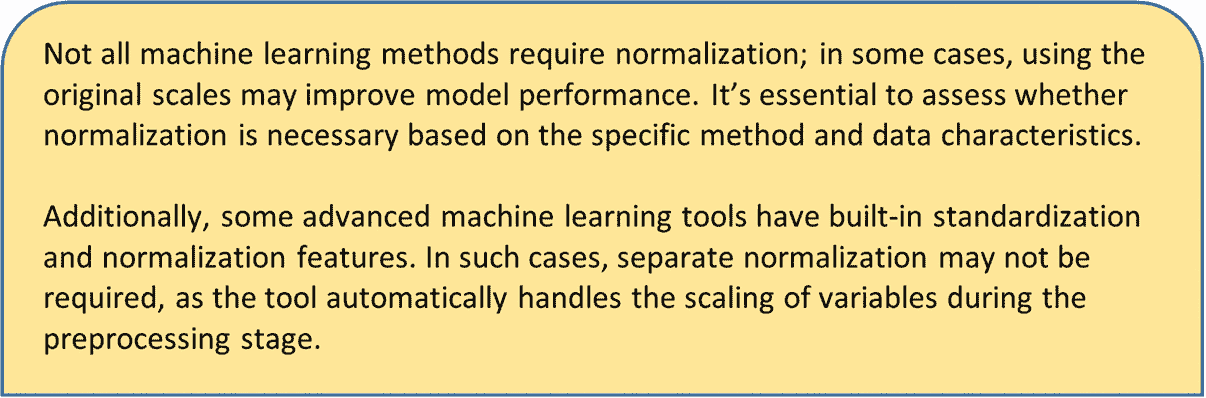 Not all machine learning methods require normalization; in some cases, using the
original scales may improve model performance. It’s essential to assess whether
normalization is necessary based on the specific method and data characteristics.
Additionally, some advanced machine learning tools have built-in standardization
and normalization features. In such cases, separate normalization may not be
required, as the tool automatically handles the scaling of variables during the
preprocessing stage.